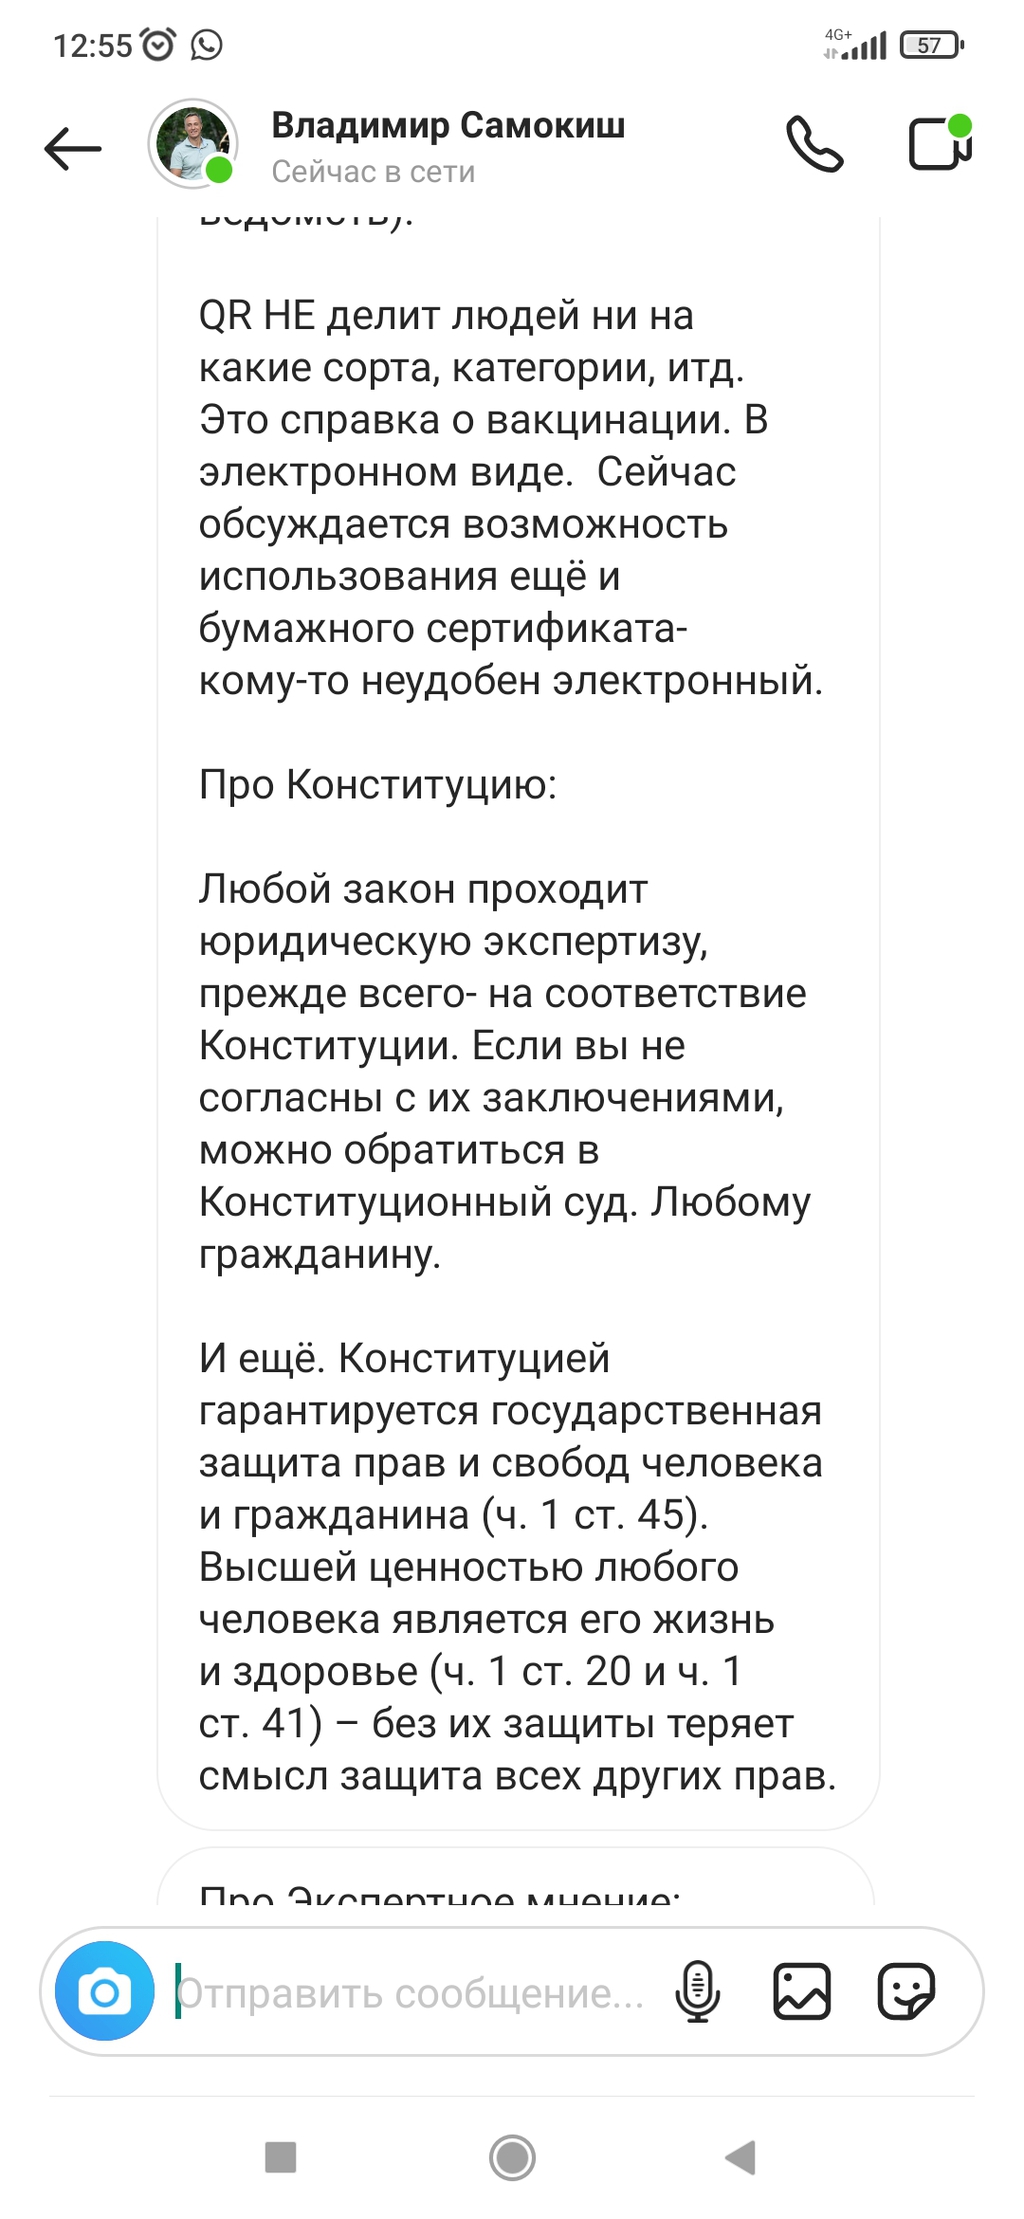 12:55
4G+
57
Владимир Самокиш
Сейчас в сети
ведомств).
QR НЕ делит людей ни на
какие сорта, категории, итд.
Это справка о вакцинации. В
электронном виде.  Сейчас
обсуждается возможность
использования ещё и
бумажного сертификата-
кому-то неудобен электронный.
Про Конституцию:
Любой закон проходит
юридическую экспертизу,
прежде всего- на соответствие
Конституции. Если вы не
согласны с их заключениями,
можно обратиться в
Конституционный суд. Любому
гражданину.
И ещё. Конституцией
гарантируется государственная
защита прав и свобод человека
и гражданина (ч. 1 ст. 45).
Высшей ценностью любого
человека является его жизнь
и здоровье (ч. 1 ст. 20 и ч. 1
ст. 41) – без их защиты теряет
смысл защита всех других прав.
Про Экспертное мнение:
Отправить сообщение...